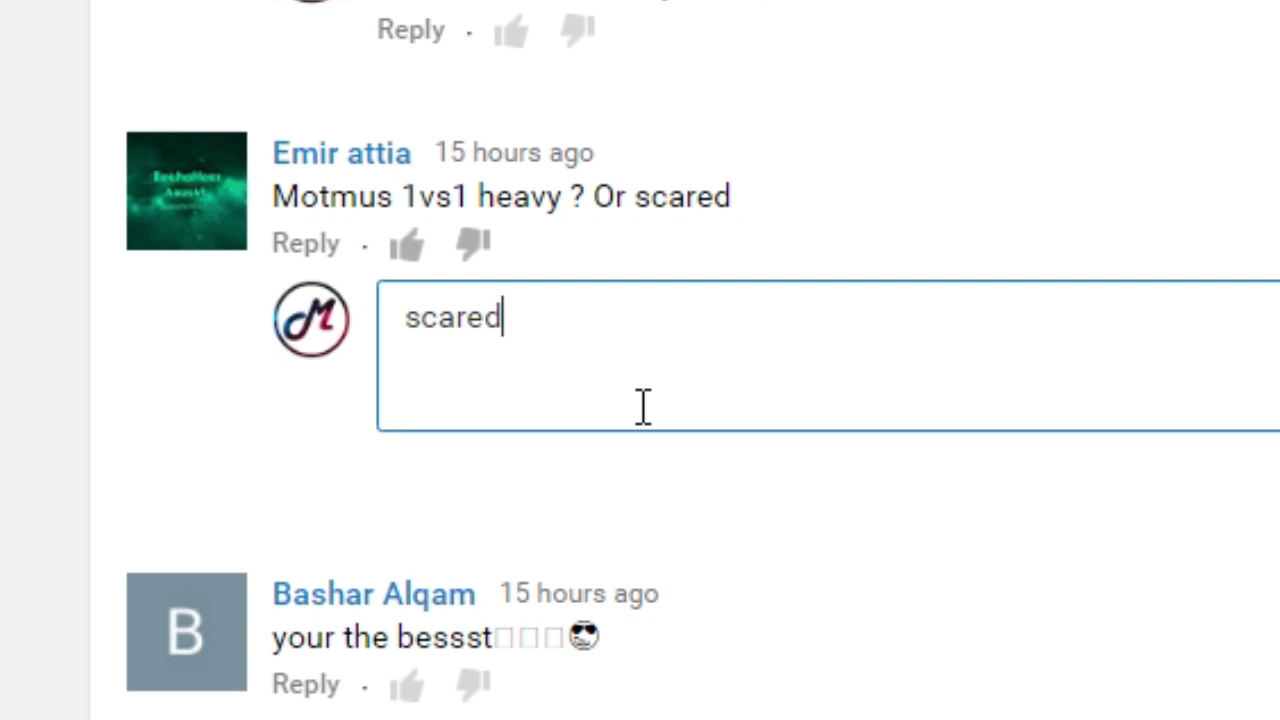 Reply ·
Emir attia 15 hours ago
Motmus 1vs1 heavy ? Or scared
Reply ·
M
scared
B
Bashar Alqam 15 hours ago
your the bessst□□□😎
Reply ·